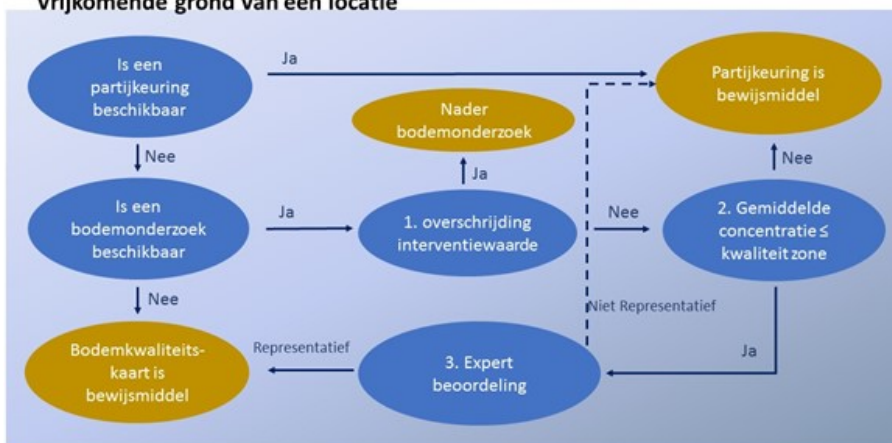 Vrijkomende grond van een locatie
Is een
partijkeuring
beschikbaar
Ja
Partijkeuring is
bewijsmiddel
Nader
bodemonderzoek
Nee
Ja
Nee
Is een
bodemonderzoek
beschikbaar
Ja
1. overschrijding
interventiewaarde
Nee
2. Gemiddelde
concentratie ≤
kwaliteit zone
Nee
Niet Representatief
Ja
Bodemkwaliteits-
kaart is
bewijsmiddel
Representatief
3. Expert
beoordeling